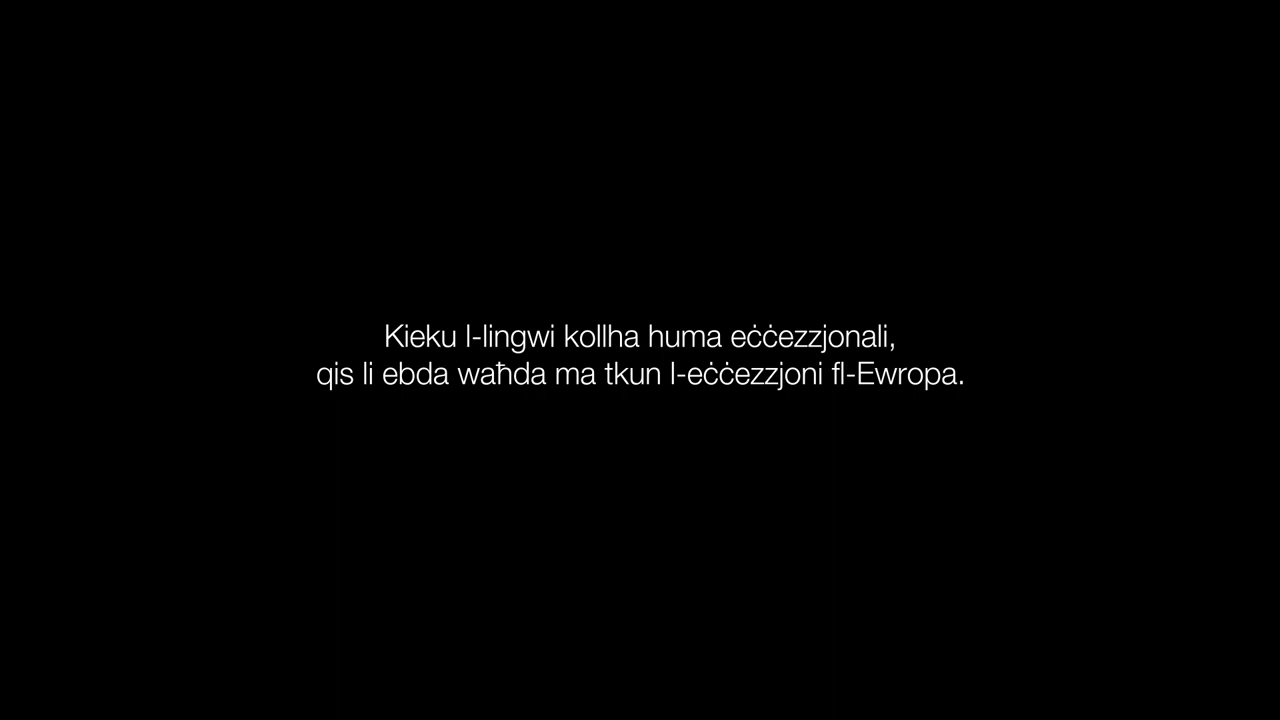 Kieku l-lingwi kollha huma eċċezzjonali,
qis li ebda waħda ma tkun l-eċċezzjoni fl-Ewropa.